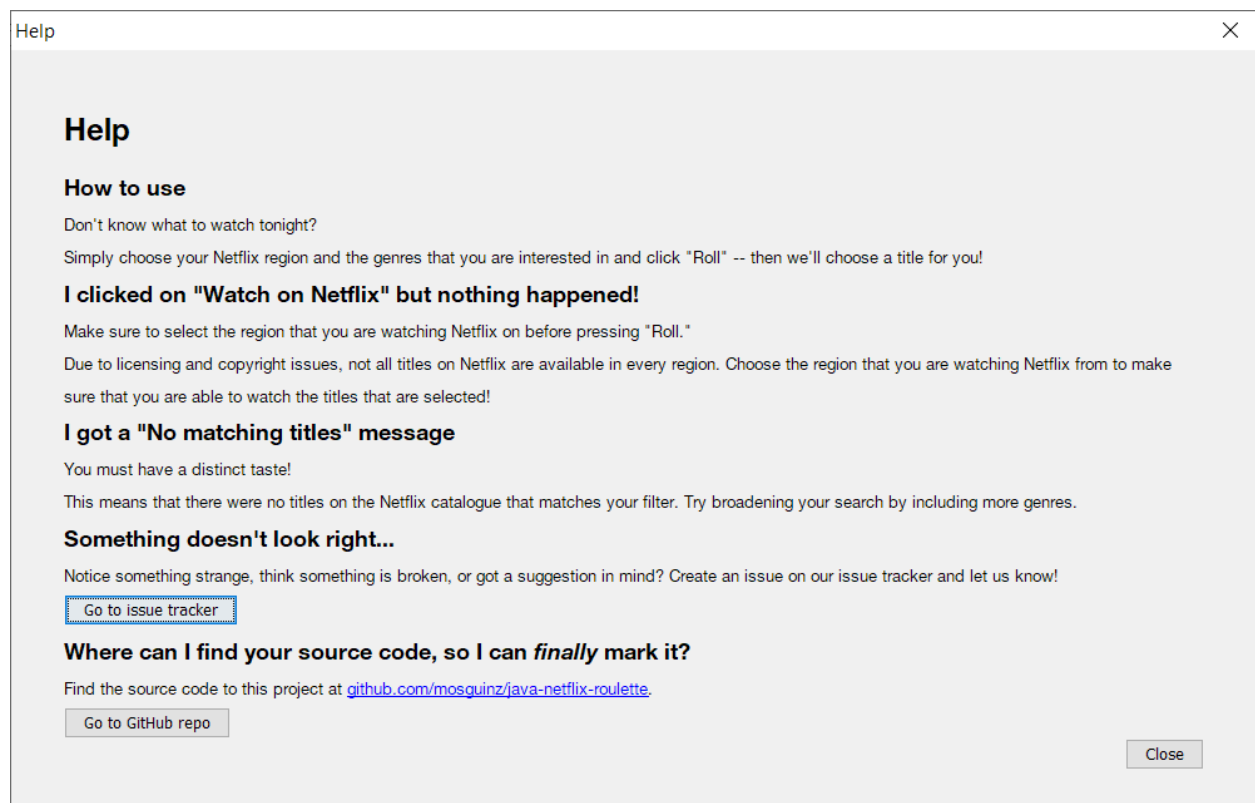 Help
Help
How to use
Don't know what to watch tonight?
Simply choose your Netflix region and the genres that you are interested in and click "Roll" -- then we'll choose a title for you!
I clicked on "Watch on Netflix" but nothing happened!
Make sure to select the region that you are watching Netflix on before pressing "Roll."
Due to licensing and copyright issues, not all titles on Netflix are available in every region. Choose the region that you are watching Netflix from to make
sure that you are able to watch the titles that are selected!
I got a "No matching titles" message
You must have a distinct taste!
This means that there were no titles on the Netflix catalogue that matches your filter. Try broadening your search by including more genres.
Something doesn't look right...
Notice something strange, think something is broken, or got a suggestion in mind? Create an issue on our issue tracker and let us know!
Go to issue tracker
Where can I find your source code, so I can finally mark it?
Find the source code to this project at github.com/mosguinz/java-netflix-roulette.
Go to GitHub repo
Close